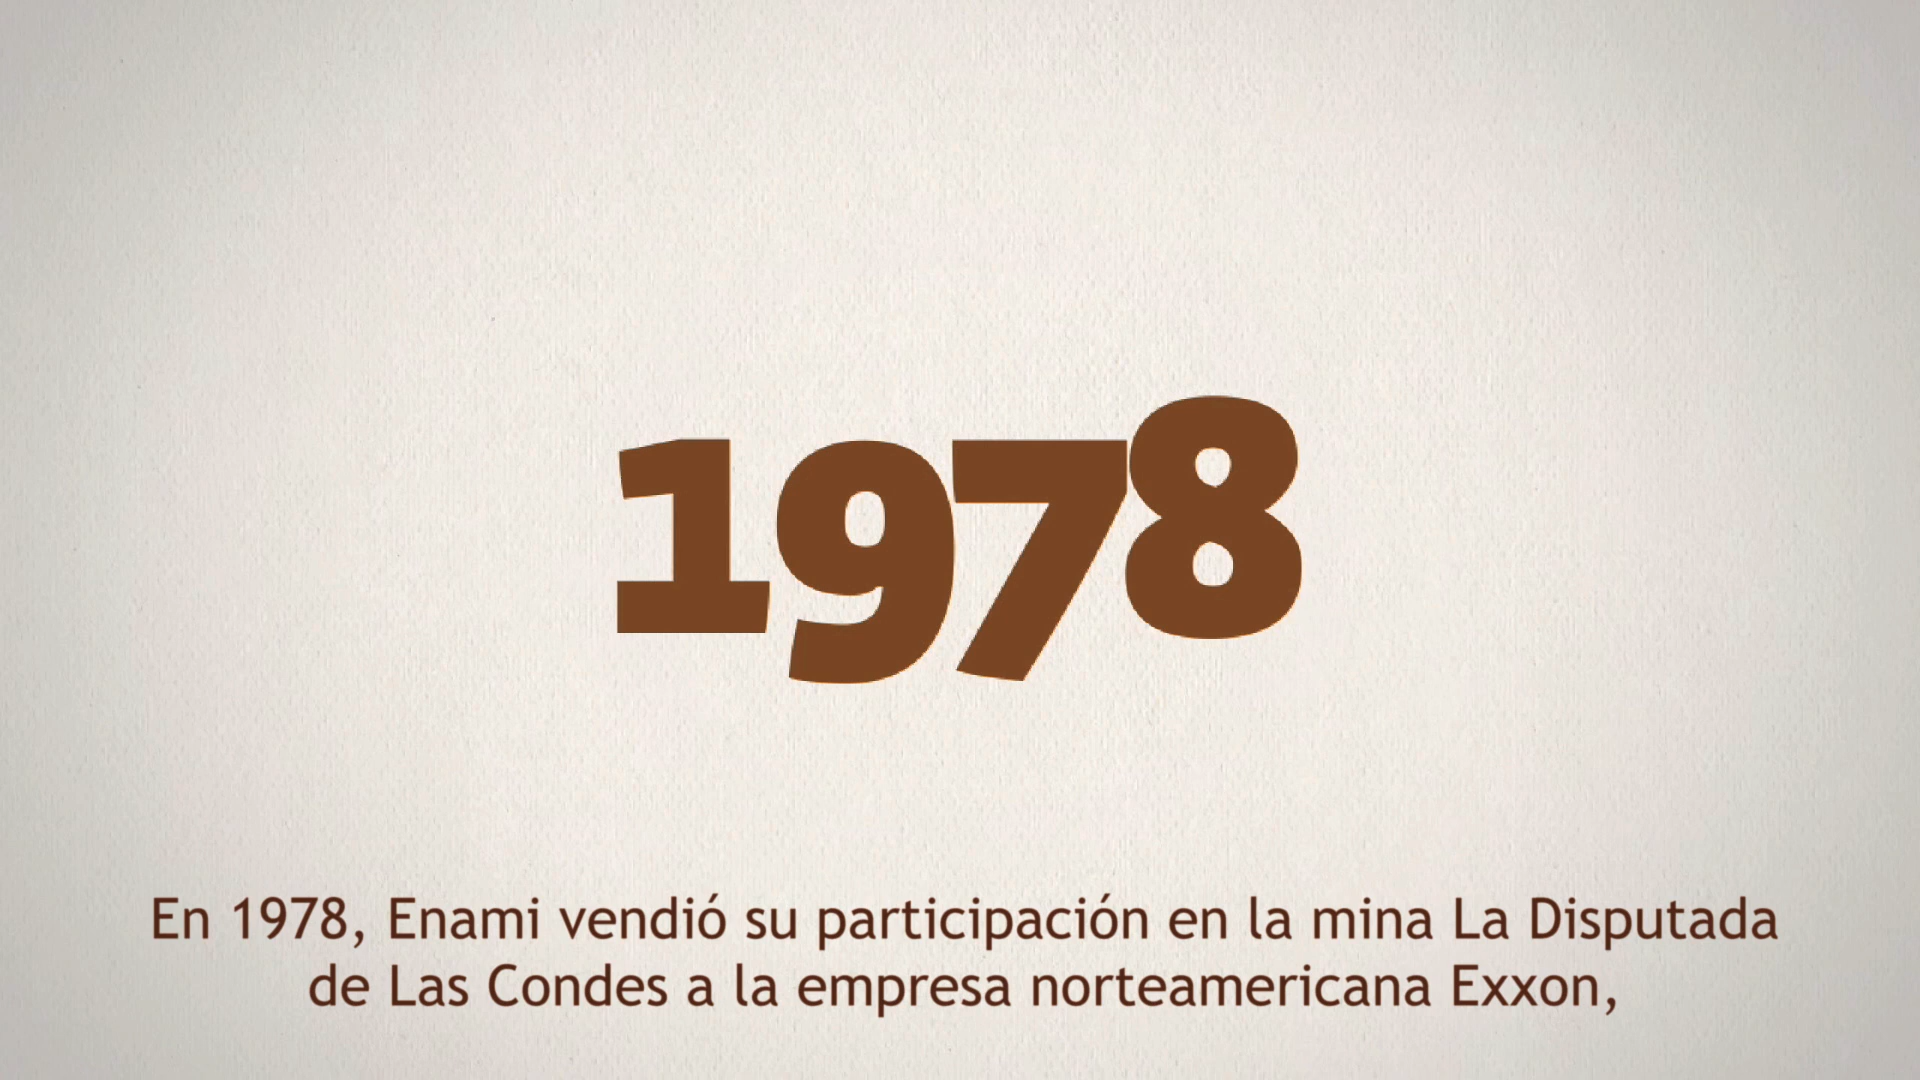 1978
En 1978, Enami vendió su participación en la mina La Disputada
de Las Condes a la empresa norteamericana Exxon,